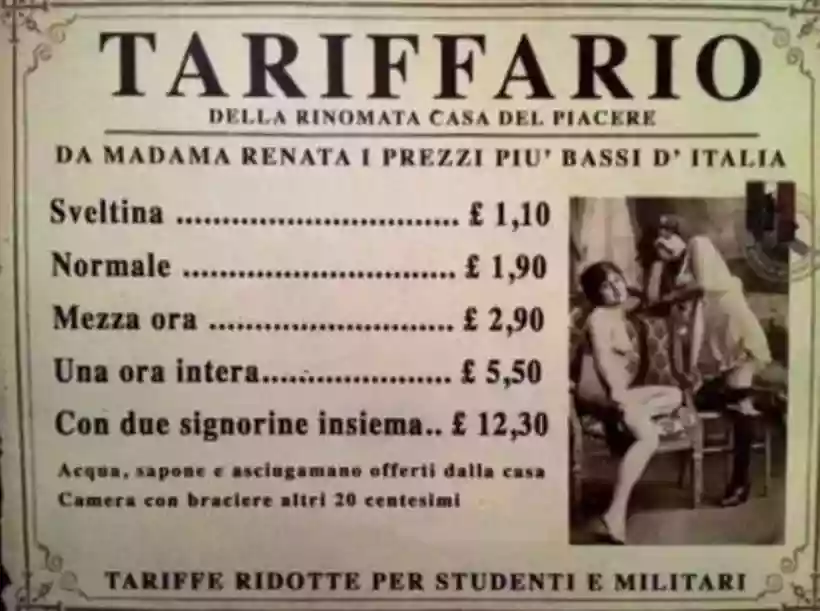 TARIFFARIO
DELLA RINOMATA CASA DEL PIACERE
DA MADAMA RENATA I PREZZI PIU' BASSI D' ITALIA
Sveltina ................................ £ 1,10
Normale ............................... £ 1,90
Mezza ora ............................ £ 2,90
Una ora intera...................... £ 5,50
Con due signorine insieme.. £ 12,30
Acqua, sapone e asciugamano offerti dalla casa
Camera con braciere altri 20 centesimi
TARIFFE RIDOTTE PER STUDENTI E MILITARI